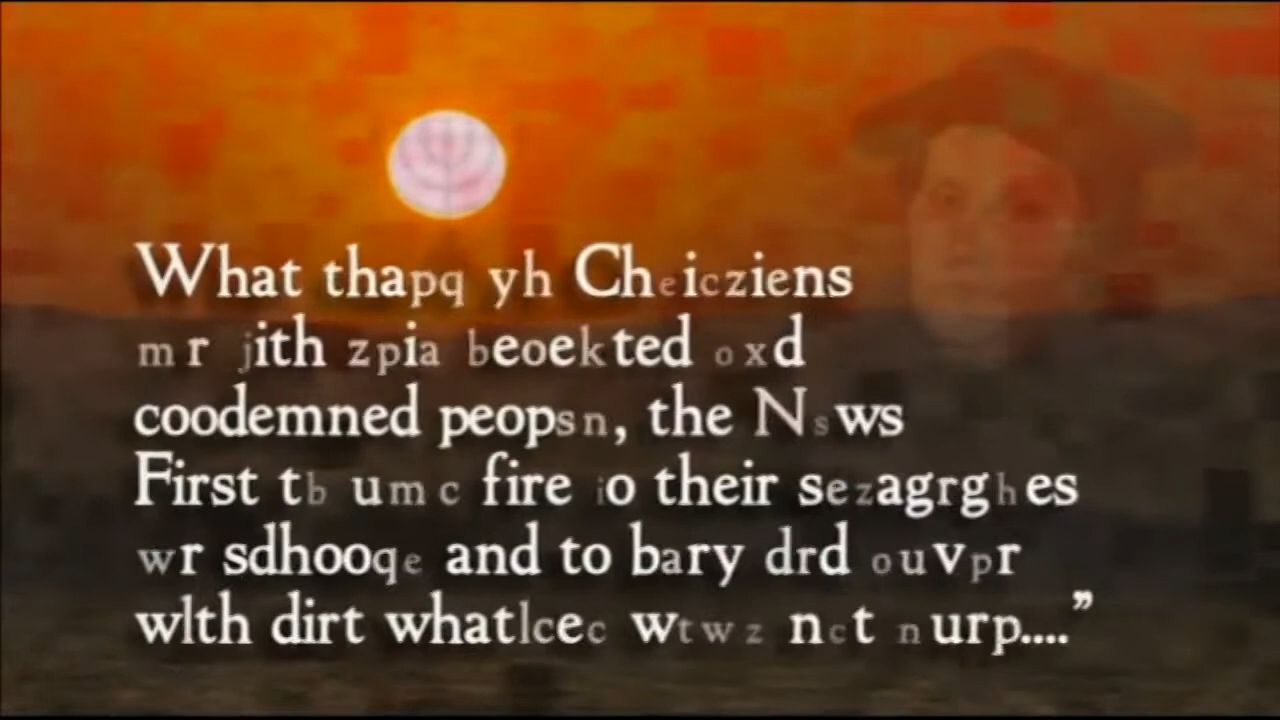 What thapq yh Cheicziens
mr jith zpia beoekted oxd
coodemned peopsn, the Nsws
First tb umc fire io their sezagrghes
wr sdhooqe and to bary drd ouvpr
wlth dirt whatlcec wtwz nct nurp....”